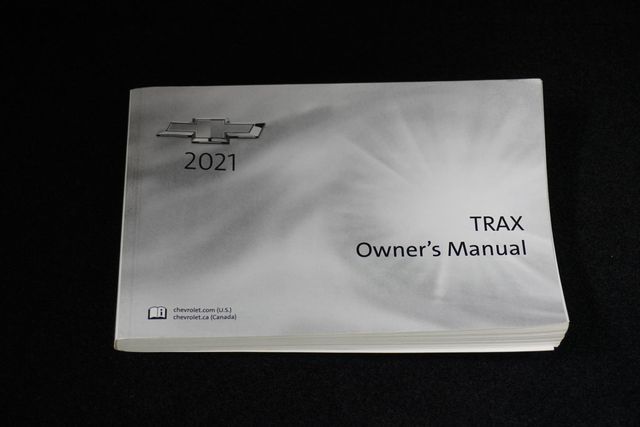 2021
TRAX
Owner's Manual
chevrolet.com (U.S.)
chevrolet.ca (Canada)